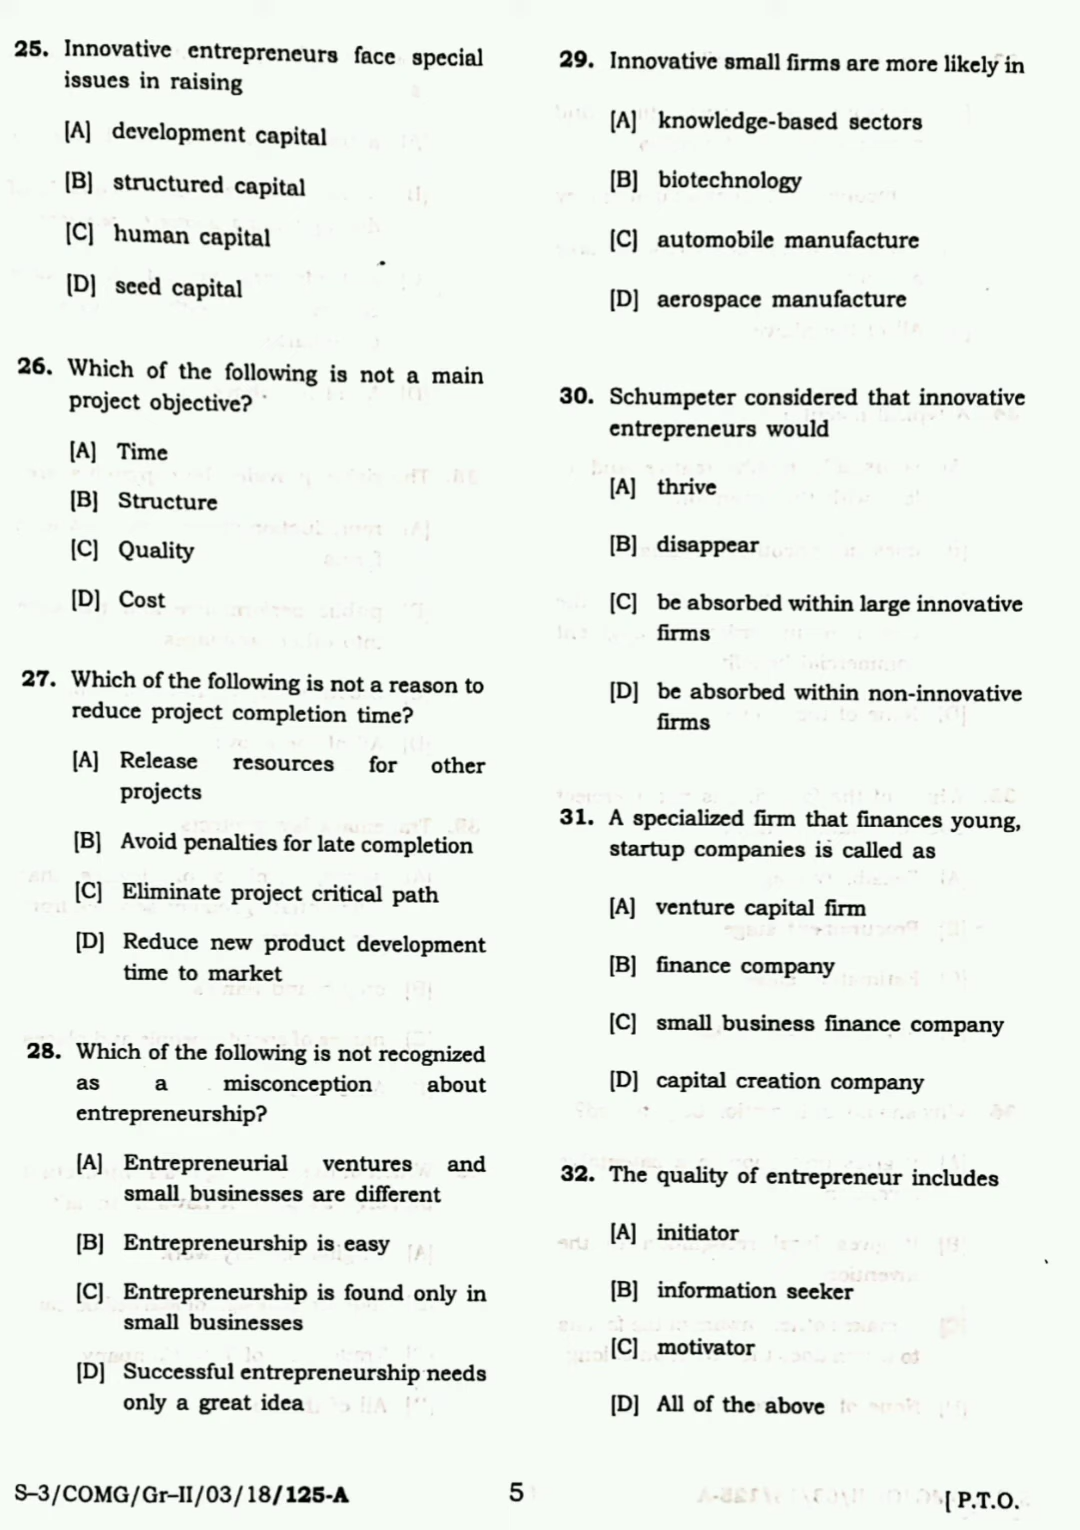 25. Innovative entrepreneurs face special
issues in raising
[A] development capital
[B] structured capital
[C] human capital
[D] seed capital
26. Which of the following is not a main
project objective?
[A] Time
[B] Structure
[C] Quality
[D] Cost
27. Which of the following is not a reason to
reduce project completion time?
[A] Release resources for other
projects
[B] Avoid penalties for late completion
[C] Eliminate project critical path
[D] Reduce new product development
time to market
28. Which of the following is not recognized
as a misconception about
entrepreneurship?
[A] Entrepreneurial ventures and
small businesses are different
[B] Entrepreneurship is easy
[C] Entrepreneurship is found only in
small businesses
[D] Successful entrepreneurship needs
only a great idea
29. Innovative small firms are more likely in
[A] knowledge-based sectors
[B] biotechnology
[C] automobile manufacture
[D] aerospace manufacture
30. Schumpeter considered that innovative
entrepreneurs would
[A] thrive
[B] disappear
[C] be absorbed within large innovative
firms
[D] be absorbed within non-innovative
firms
31. A specialized firm that finances young,
startup companies is called as
[A] venture capital firm
[B] finance company
[C] small business finance company
[D] capital creation company
32. The quality of entrepreneur includes
[A] initiator
[B] information seeker
[C] motivator
[D] All of the above
S–3/COMG/Gr–II/03/18/125-A
5
[ P.T.O.